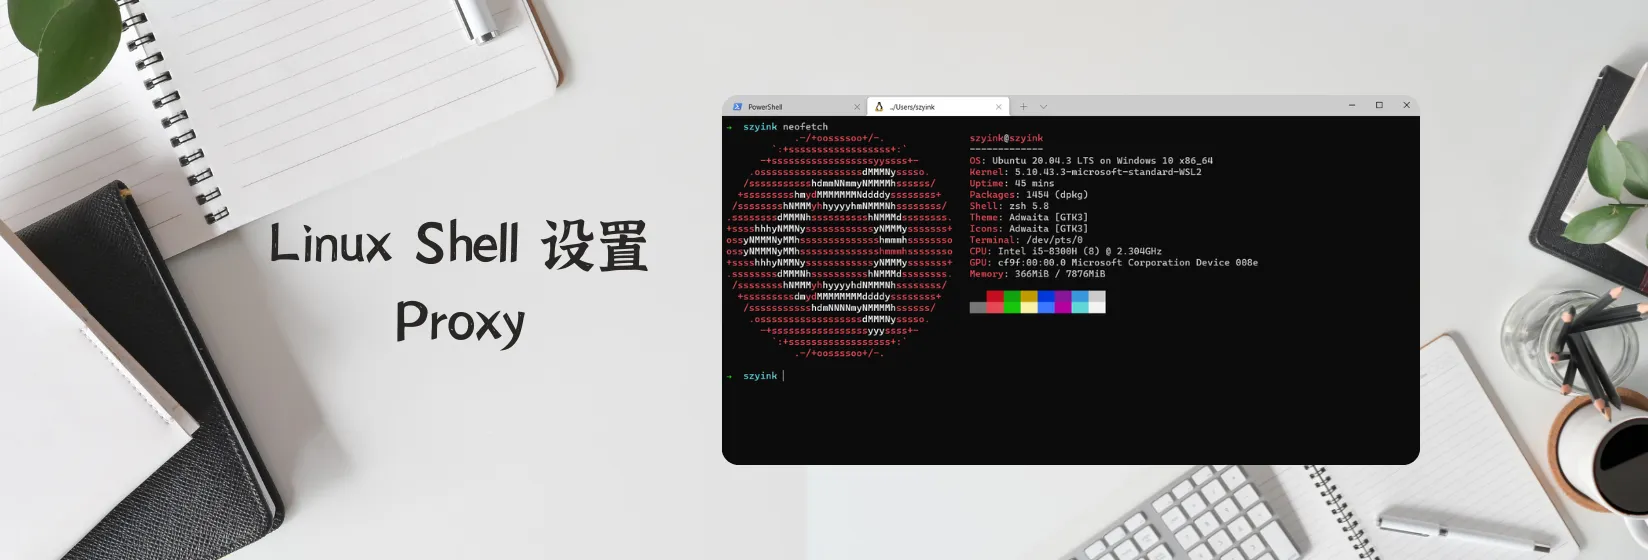 Linux Shell 设置
Proxy
PowerShell
../Users/szyink
→ szyink neofetch
.-/+oossssoo+/-.
`:+ssssssssssssssssss+:`
-+ssssssssssssssssssyyssss+-
.ossssssssssssssssssdMMMNysssso.
/ssssssssssshdmmNNmmyNMMMMhssssss/
+ssssssssshmydMMMMMMMNddddyssssssss+
/sssssssshNMMMyhhyyyyhmNMMMNhssssssss/
.ssssssssdMMMNhsssssssssshNMMMdssssssss.
+sssshhhyNMMNyssssssssssssyNMMMysssssss+
ossyNMMMNyMMhsssssssssssssshmmmhssssssso
ossyNMMMNyMMhsssssssssssssshmmmhssssssso
+sssshhhyNMMNyssssssssssssyNMMMysssssss+
.ssssssssdMMMNhsssssssssshNMMMdssssssss.
/sssssssshNMMMyhhyyyyhdNMMMNhssssssss/
+sssssssssdmydMMMMMMMMddddyssssssss+
/ssssssssssshdmNNNNmyNMMMMhssssss/
.ossssssssssssssssssdMMMNysssso.
-+sssssssssssssssssyyyssss+-
`:+ssssssssssssssssss+:`
.-/+oossssoo+/-.
szyink@szyink
-------------
OS: Ubuntu 20.04.3 LTS on Windows 10 x86_64
Kernel: 5.10.43.3-microsoft-standard-WSL2
Uptime: 45 mins
Packages: 1454 (dpkg)
Shell: zsh 5.8
Theme: Adwaita [GTK3]
Icons: Adwaita [GTK3]
Terminal: /dev/pts/0
CPU: Intel i5-8300H (8) @ 2.304GHz
GPU: cf9f:00:00.0 Microsoft Corporation Device 008e
Memory: 366MiB / 7876MiB
→ szyink